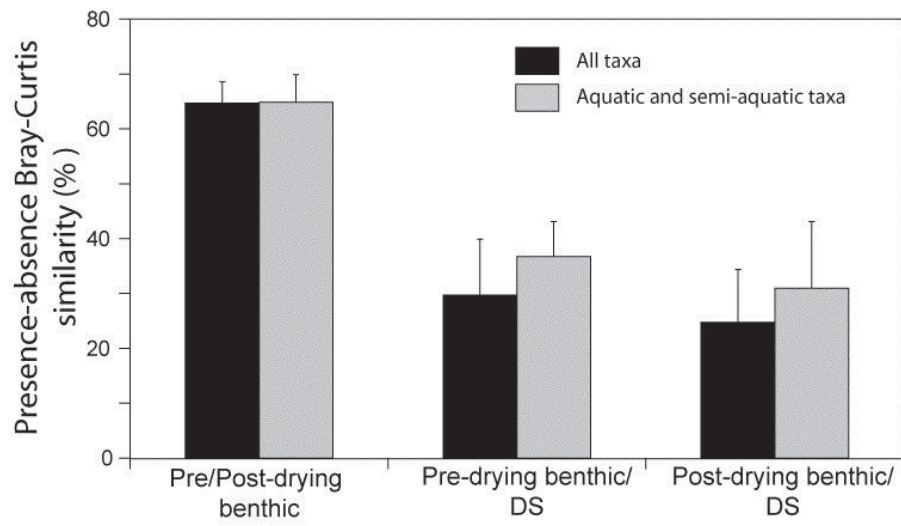 Presence-absence Bray-Curtis
similarity (%)
80
60
40
20
0
All taxa
Aquatic and semi-aquatic taxa
Pre/Post-drying
benthic
Pre-drying benthic/
DS
Post-drying benthic/
DS